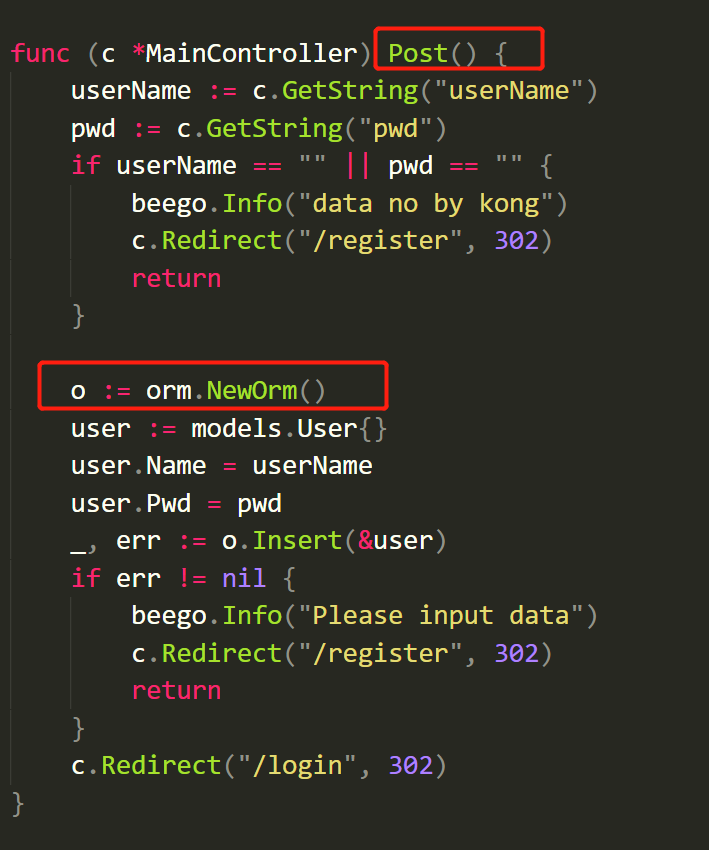 func (c *MainController) Post() {
    userName := c.GetString("userName")
    pwd := c.GetString("pwd")
    if userName == "" || pwd == "" {
        beego.Info("data no by kong")
        c.Redirect("/register", 302)
        return
    }

    o := orm.NewOrm()
    user := models.User{}
    user.Name = userName
    user.Pwd = pwd
    _, err := o.Insert(&user)
    if err != nil {
        beego.Info("Please input data")
        c.Redirect("/register", 302)
        return
    }
    c.Redirect("/login", 302)
}